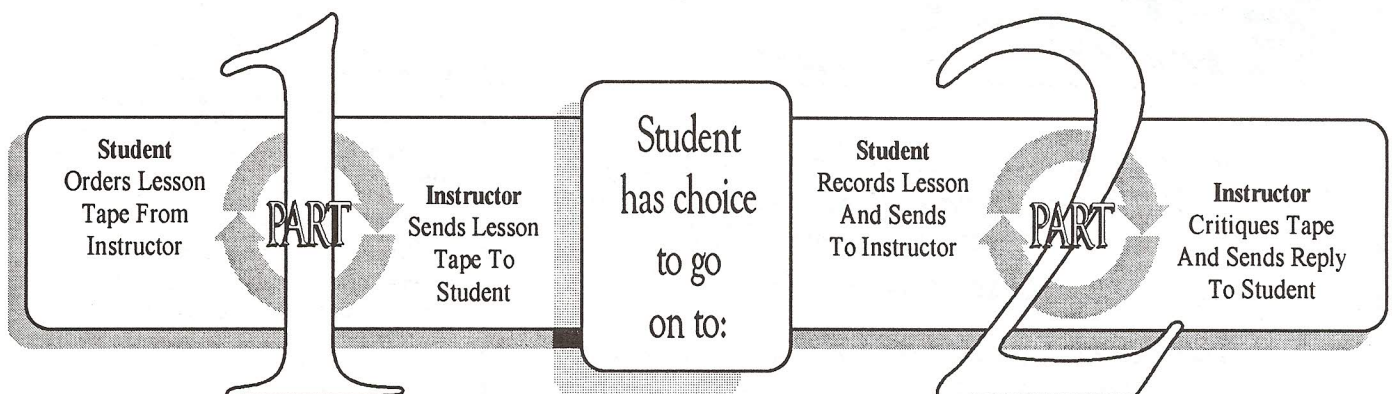 1
PART
Student
Orders Lesson
Tape From
Instructor
Instructor
Sends Lesson
Tape To
Student
Student
has choice
to go
on to:
2
PART
Student
Records Lesson
And Sends
To Instructor
Instructor
Critiques Tape
And Sends Reply
To Student